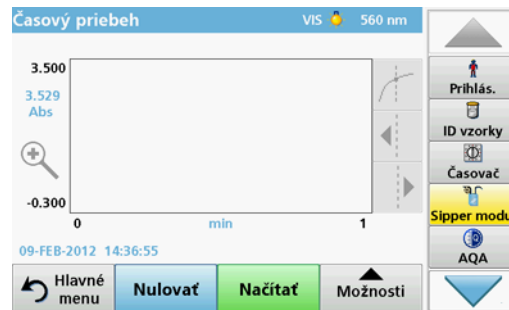 Časový priebeh VIS 560 nm
3.500
3.529
Abs
-0.300
0 min 1
09-FEB-2012 14:36:55
Hlavné
menu
Nulovať
Načítať
Možnosti
Prihlás.
ID vzorky
Časovač
Sipper modu
AQA